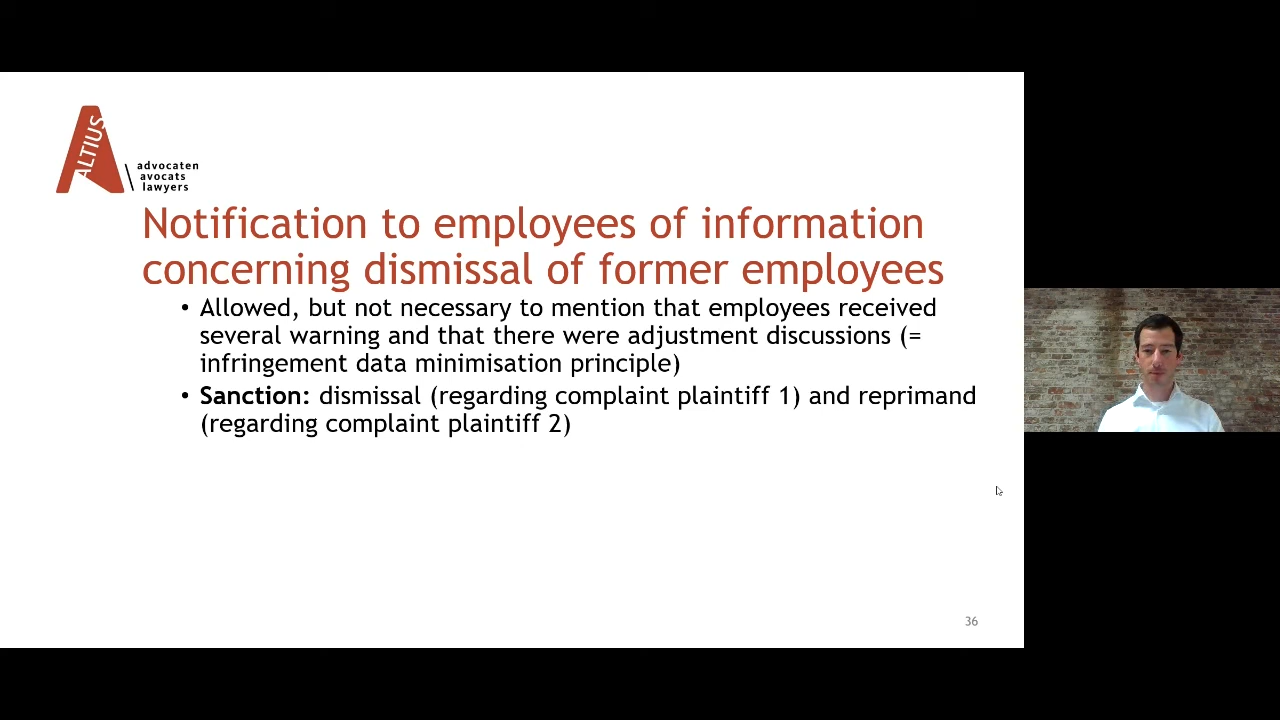 ALTIUS
advocaten
avocats
lawyers
Notification to employees of information
concerning dismissal of former employees
• Allowed, but not necessary to mention that employees received
several warning and that there were adjustment discussions (=
infringement data minimisation principle)
• Sanction: dismissal (regarding complaint plaintiff 1) and reprimand
(regarding complaint plaintiff 2)
36